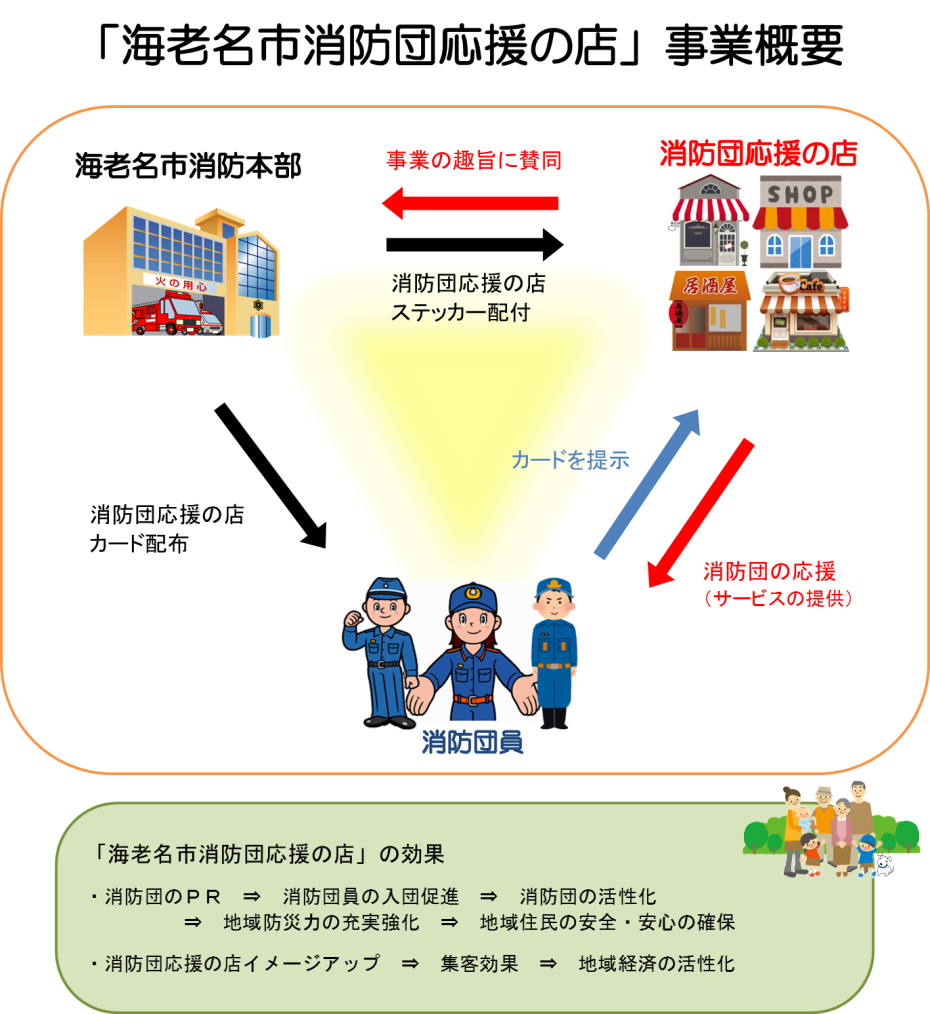 「海老名市消防団応援の店」事業概要
海老名市消防本部
事業の趣旨に賛同
消防団応援の店
SHOP
火の用心
消防団応援の店
ステッカー配付
居酒屋
居酒屋
Cafe
カードを提示
消防団応援の店
カード配布
消防団の応援
(サービスの提供)
消防団員
「海老名市消防団応援の店」の効果
・消防団のPR ⇒ 消防団員の入団促進 ⇒ 消防団の活性化
⇒ 地域防災力の充実強化 ⇒ 地域住民の安全・安心の確保
・消防団応援の店イメージアップ ⇒ 集客効果 ⇒ 地域経済の活性化